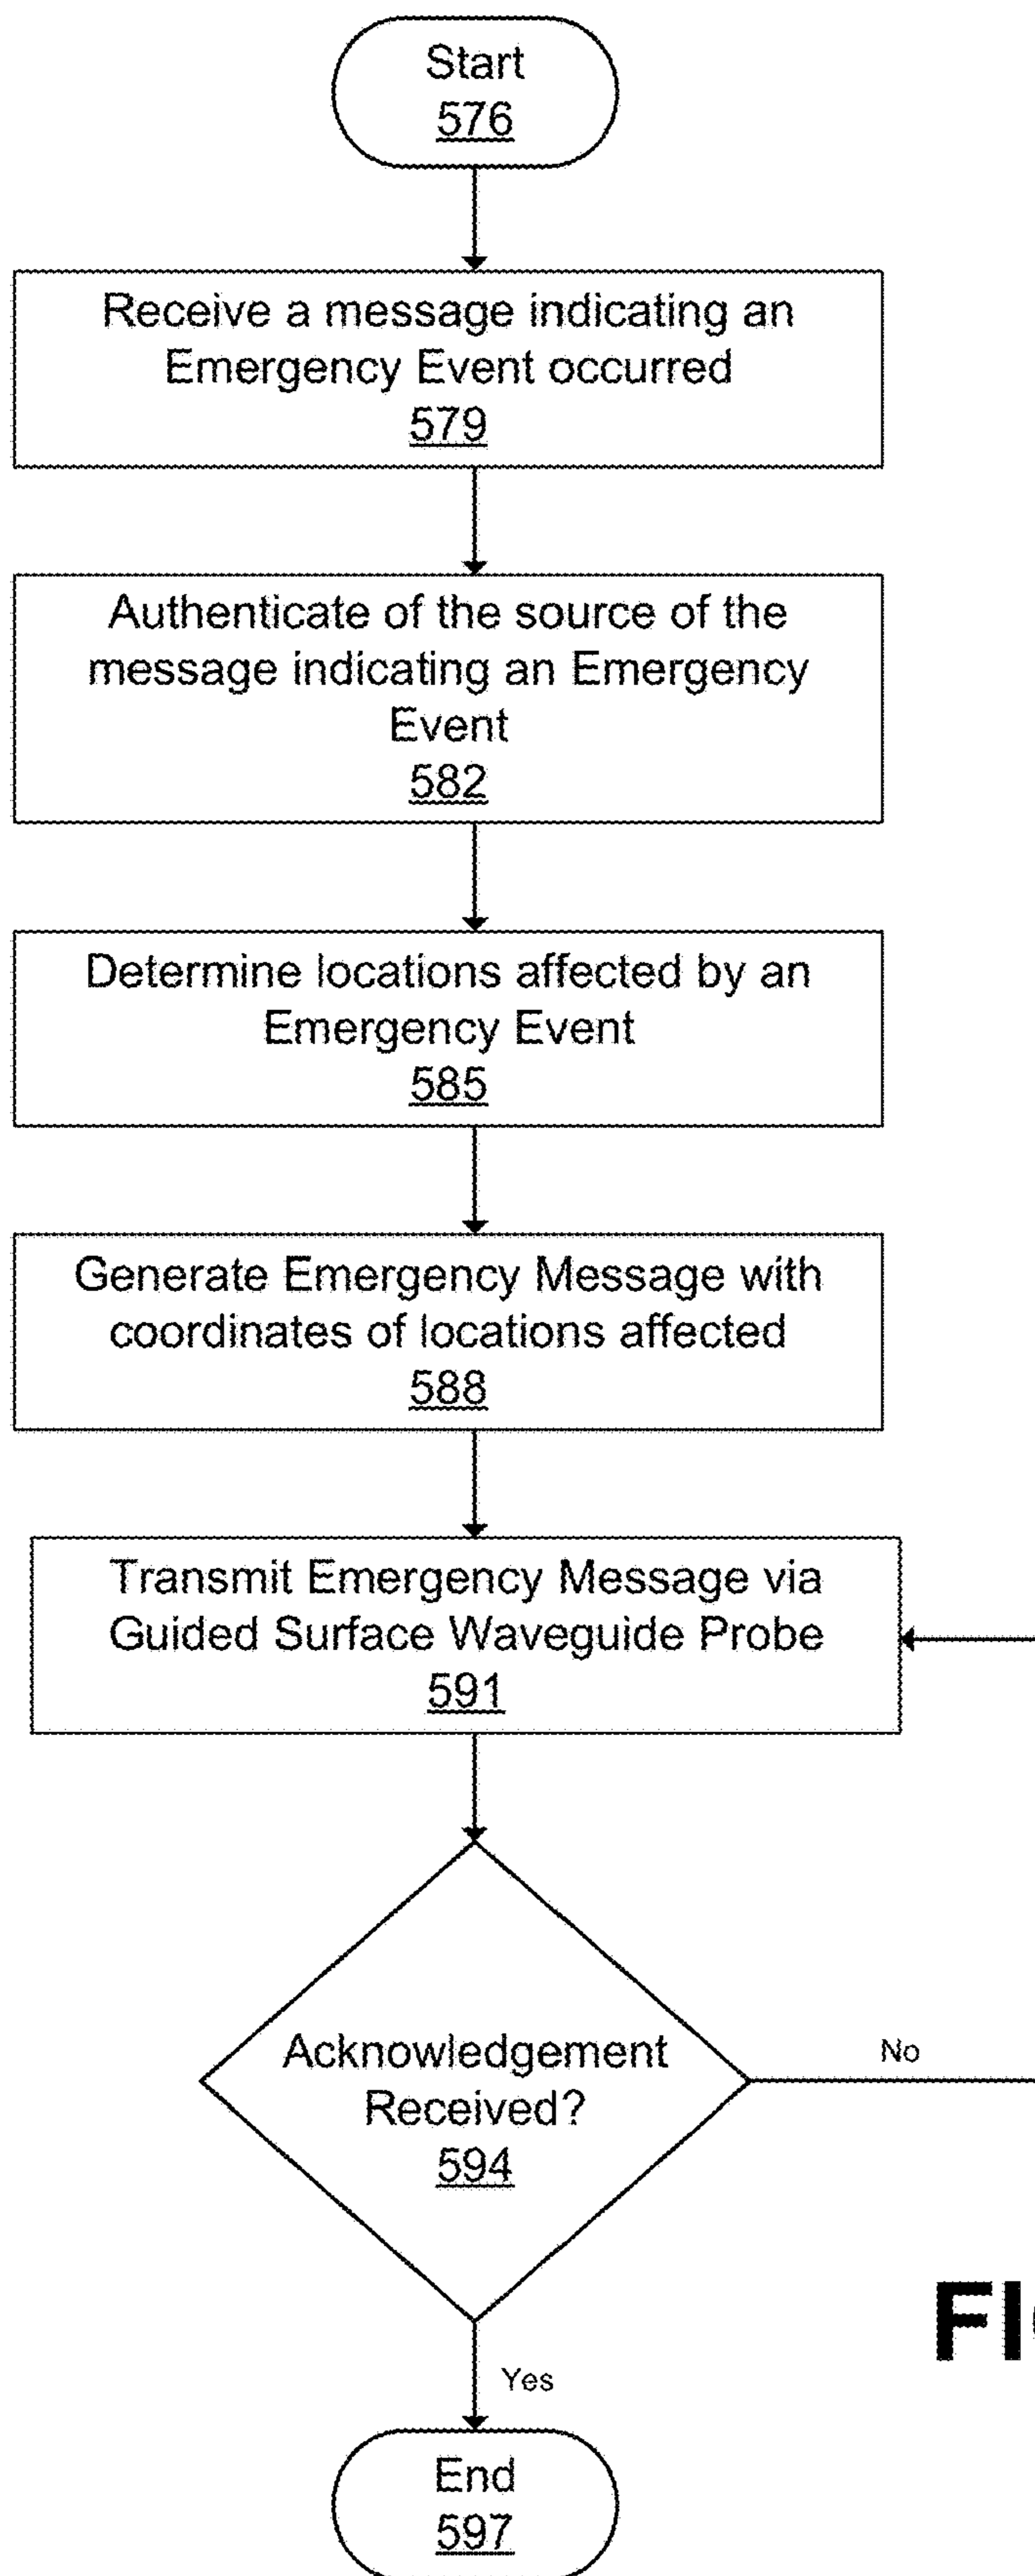 Start
576
Receive a message indicating an
Emergency Event occurred
579
Authenticate of the source of the
message indicating an Emergency
Event
582
Determine locations affected by an
Emergency Event
585
Generate Emergency Message with
coordinates of locations affected
588
Transmit Emergency Message via
Guided Surface Waveguide Probe
591
Acknowledgement
Received?
594
No
Yes
End
597